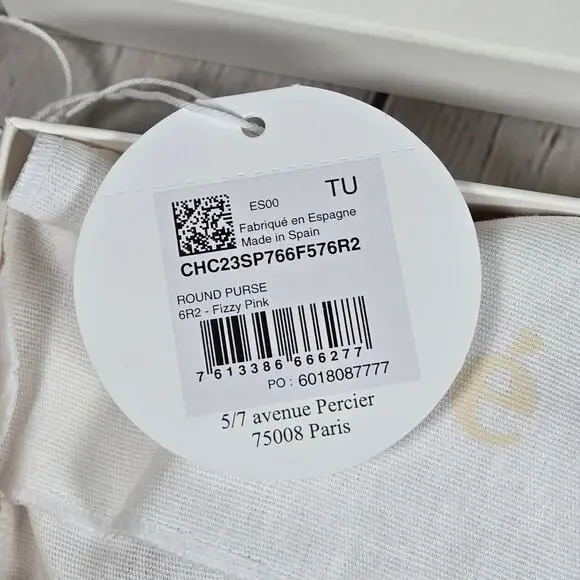 ES00
TU
Fabriqué en Espagne
Made in Spain
CHC23SP766F576R2
ROUND PURSE
6R2 - Fizzy Pink
7 613386 666277
PO : 6018087777
5/7 avenue Percier
75008 Paris
é